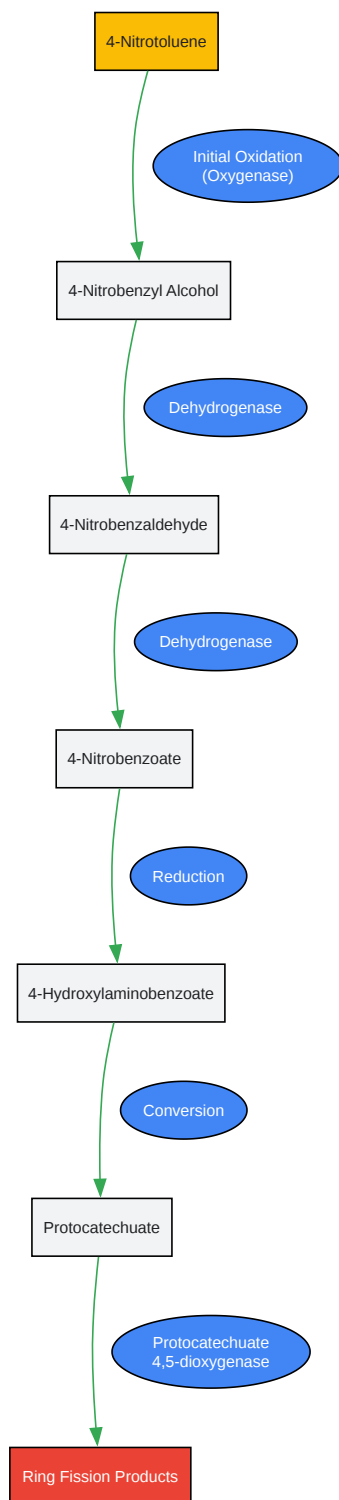 4-Nitrotoluene
Initial Oxidation
(Oxygenase)
4-Nitrobenzyl Alcohol
Dehydrogenase
4-Nitrobenzaldehyde
Dehydrogenase
4-Nitrobenzoate
Reduction
4-Hydroxylaminobenzoate
Conversion
Protocatechuate
Protocatechuate
4,5-dioxygenase
Ring Fission Products